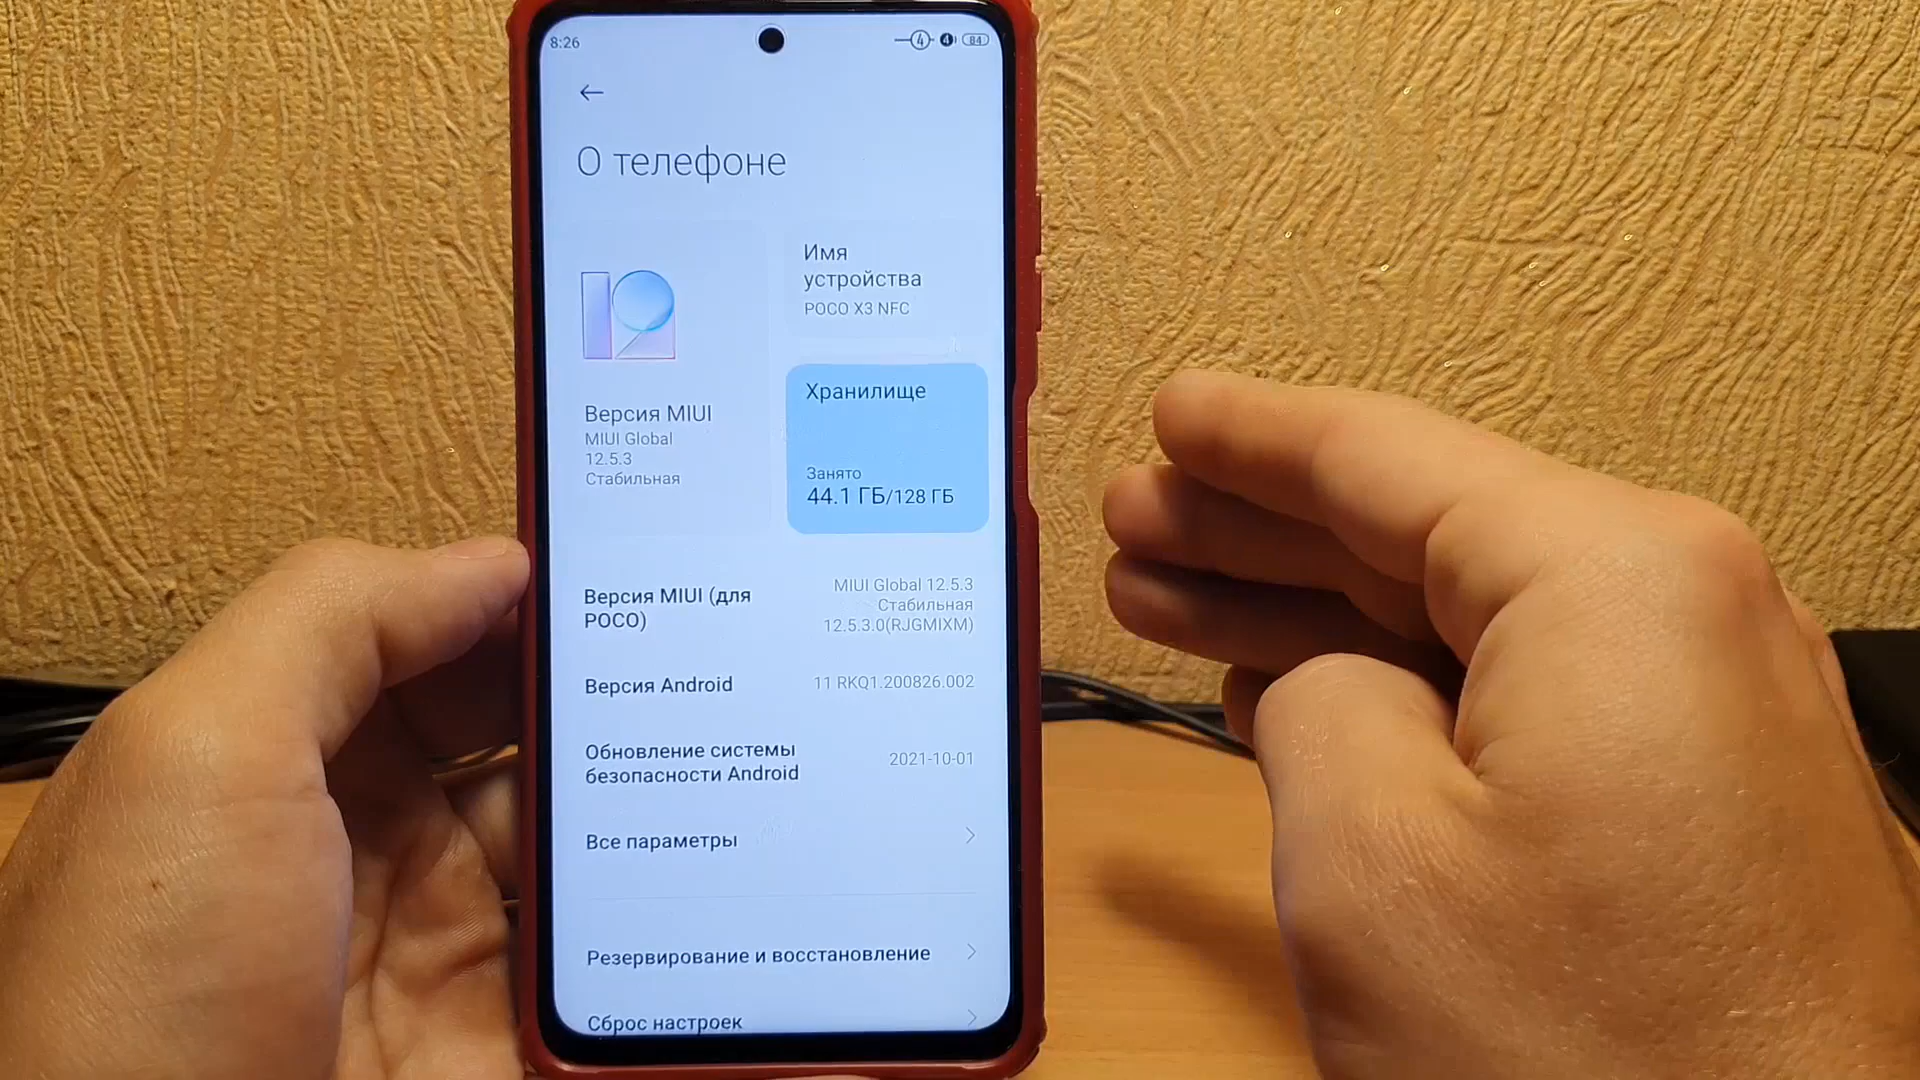 8:26
4
4
84
О телефоне
Имя
устройства
POCO X3 NFC
Версия MIUI
MIUI Global
12.5.3
Стабильная
Хранилище
Занято
44.1 ГБ/128 ГБ
Версия MIUI (для
POCO)
MIUI Global 12.5.3
Стабильная
12.5.3.0(RJGMIXM)
Версия Android
11 RKQ1.200826.002
Обновление системы
безопасности Android
2021-10-01
Все параметры
Резервирование и восстановление
Сброс настроек